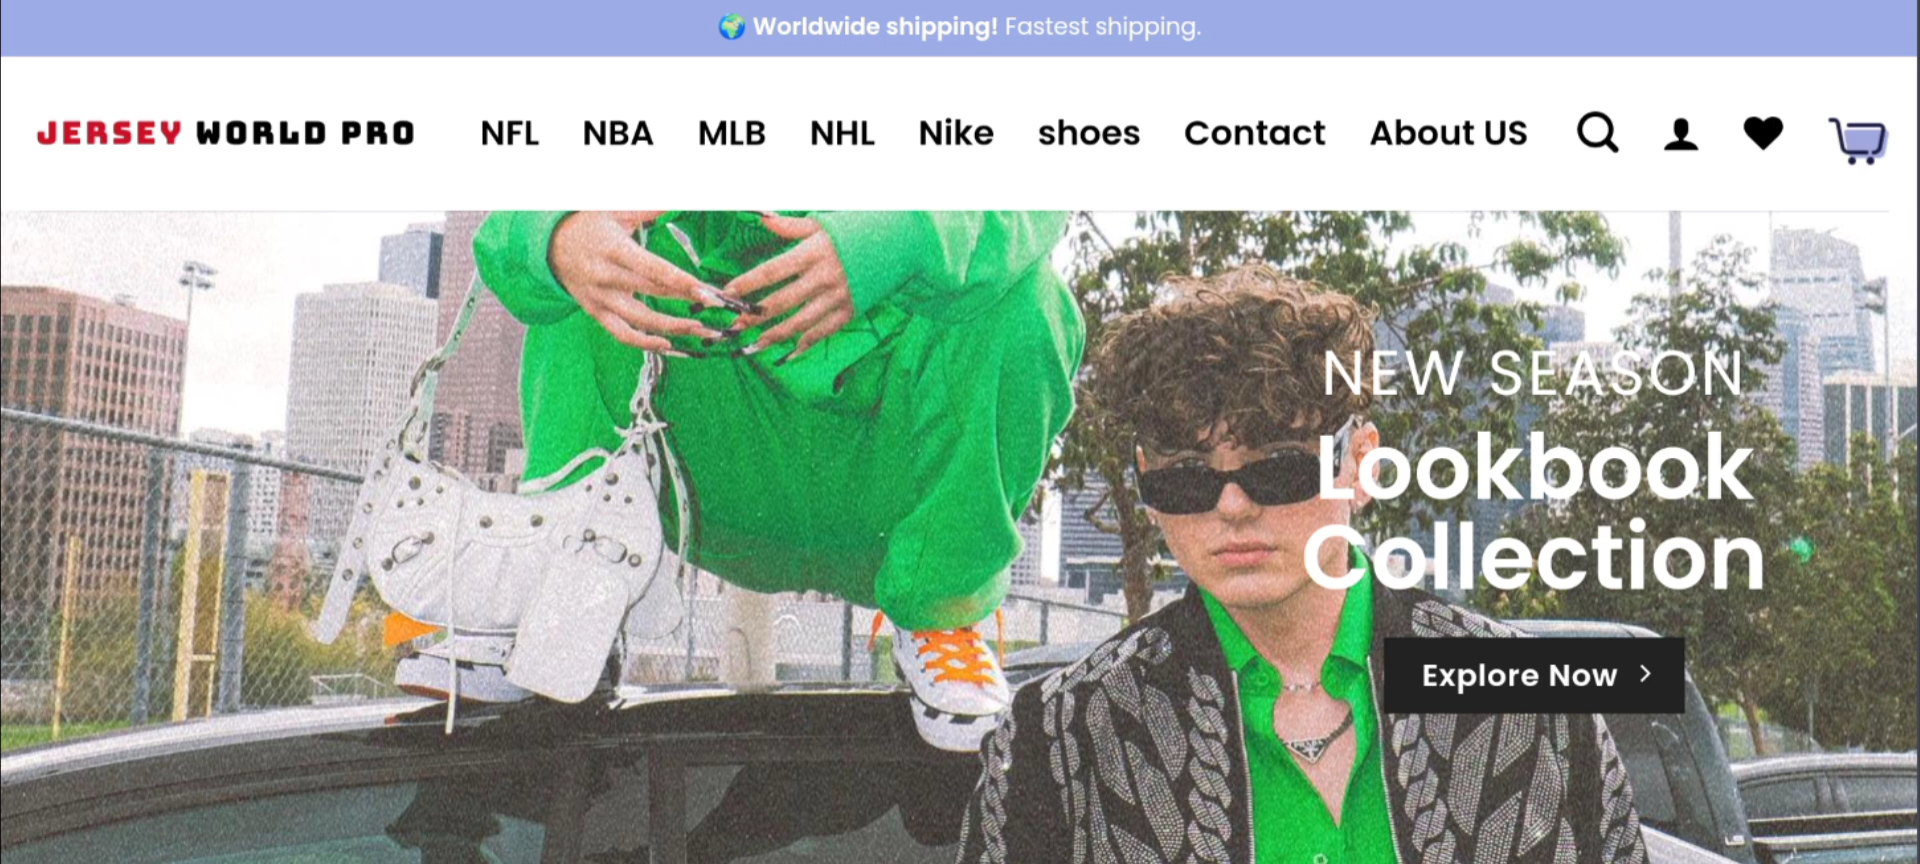 🌍 Worldwide shipping! Fastest shipping.
JERSEY WORLD PRO NFL NBA MLB NHL Nike shoes Contact About US
NEW SEASON
Lookbook
Collection
Explore Now >